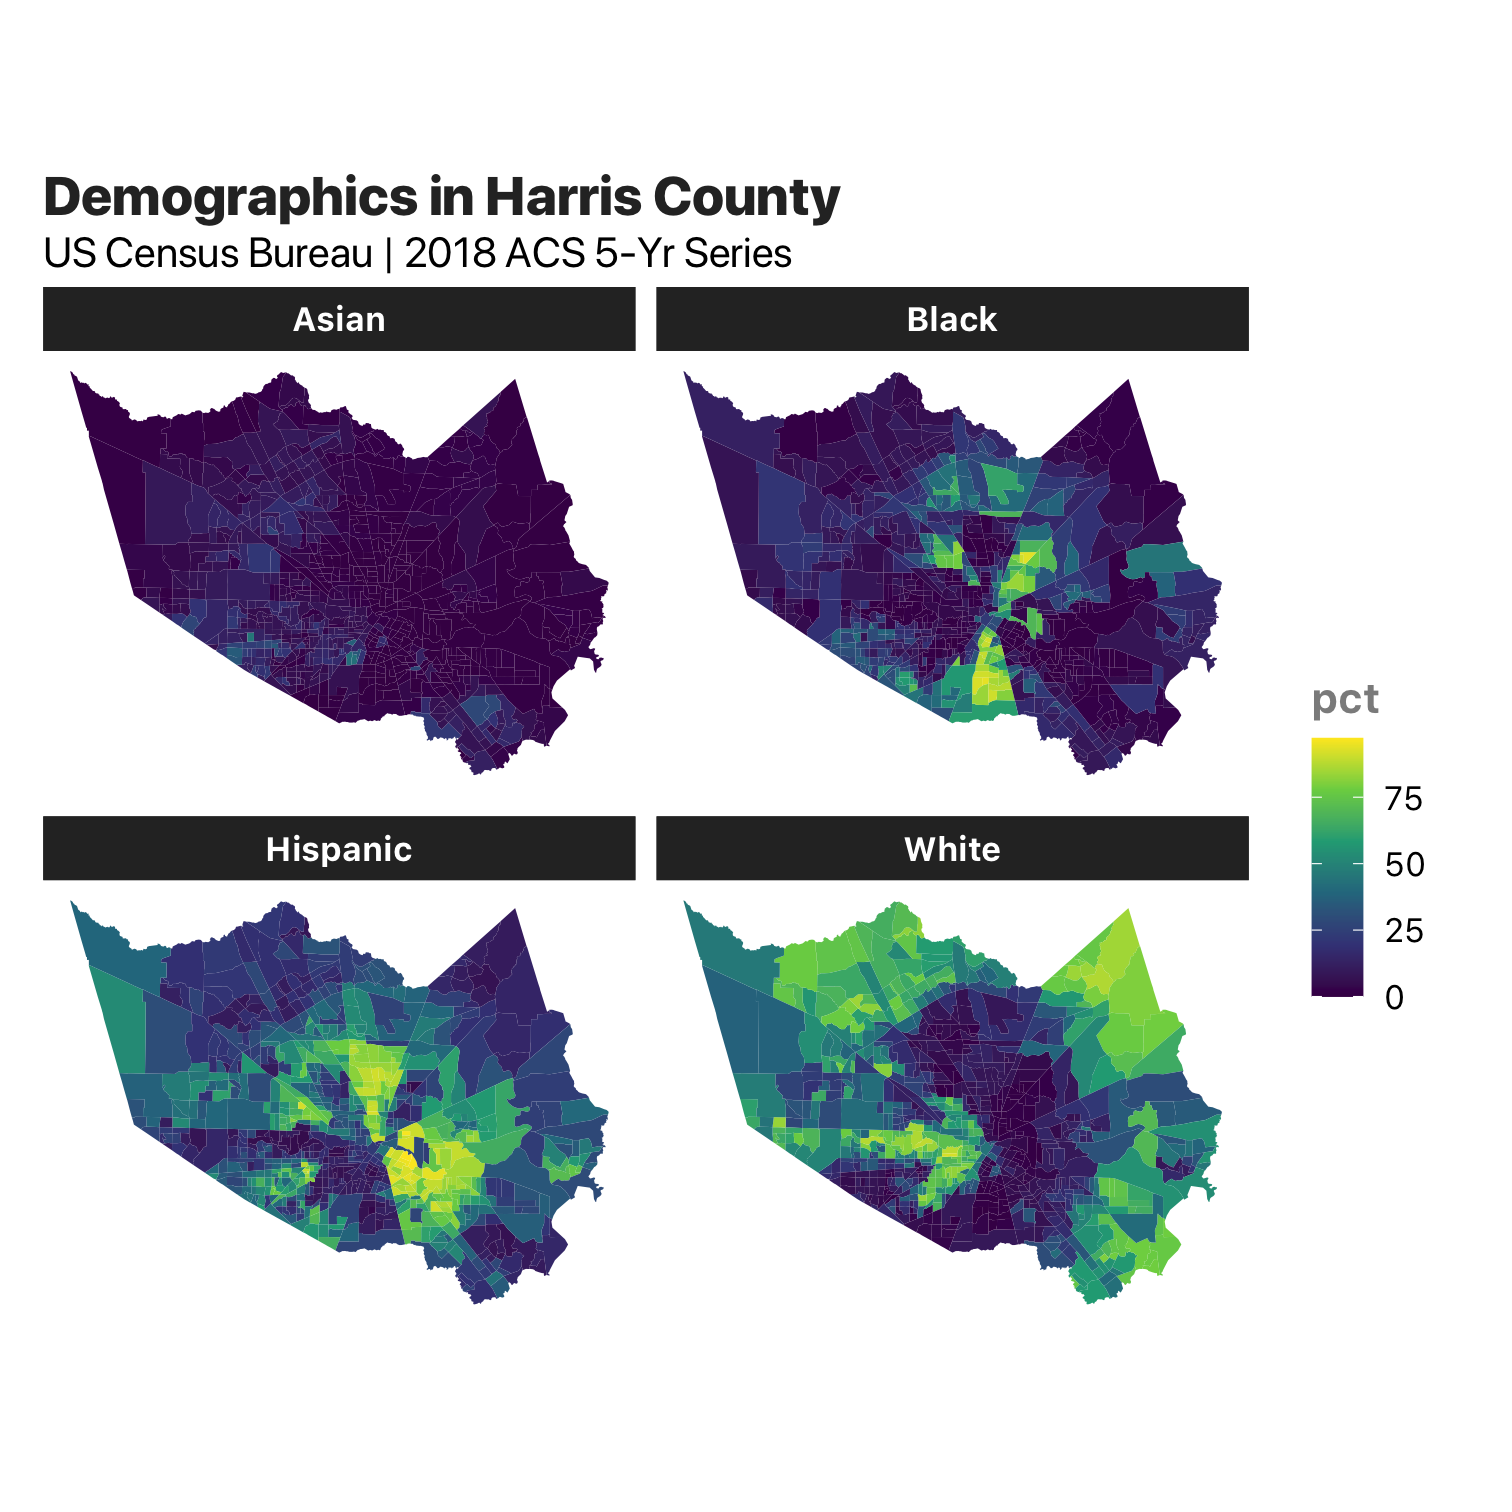 Demographics in Harris County
US Census Bureau | 2018 ACS 5-Yr Series
Asian
Black
Hispanic
White
pct
75
50
25
0